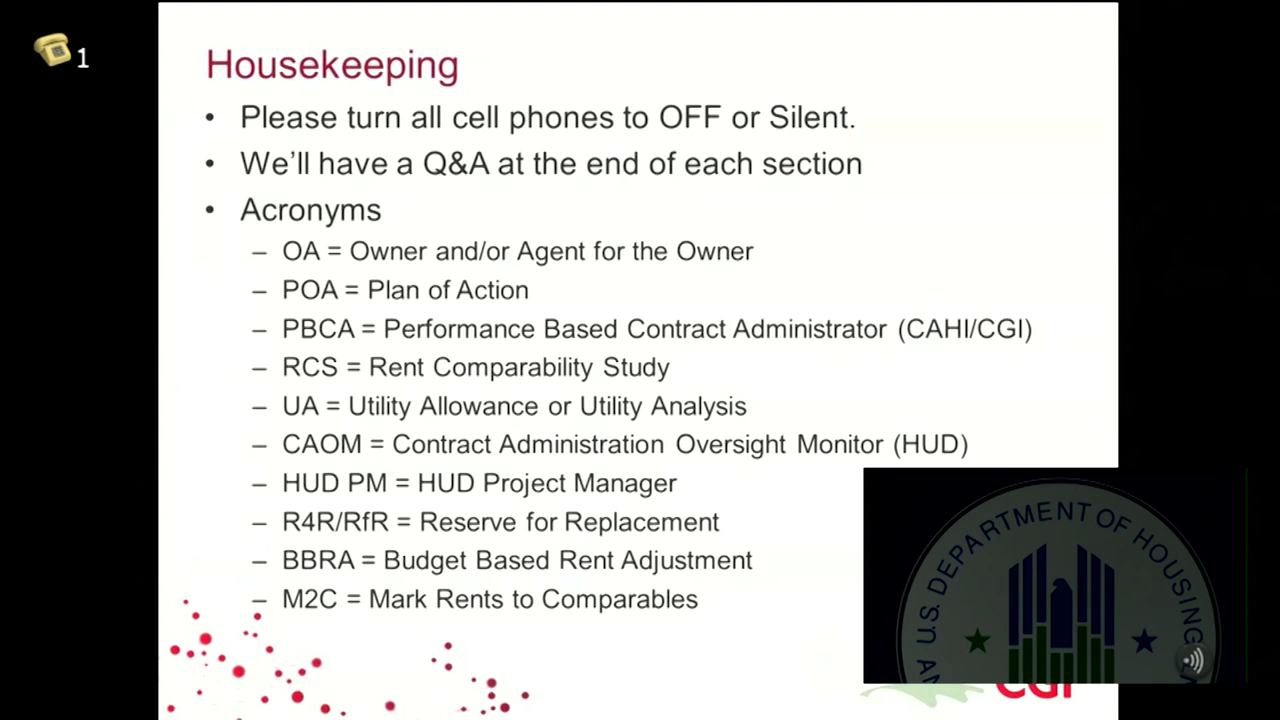 1
Housekeeping
• Please turn all cell phones to OFF or Silent.
• We'll have a Q&A at the end of each section
• Acronyms
– OA = Owner and/or Agent for the Owner
– POA = Plan of Action
– PBCA = Performance Based Contract Administrator (CAHI/CGI)
– RCS = Rent Comparability Study
– UA = Utility Allowance or Utility Analysis
– CAOM = Contract Administration Oversight Monitor (HUD)
– HUD PM = HUD Project Manager
– R4R/RfR = Reserve for Replacement
– BBRA = Budget Based Rent Adjustment
– M2C = Mark Rents to Comparables
U.S. DEPARTMENT OF HOUSING
CGI